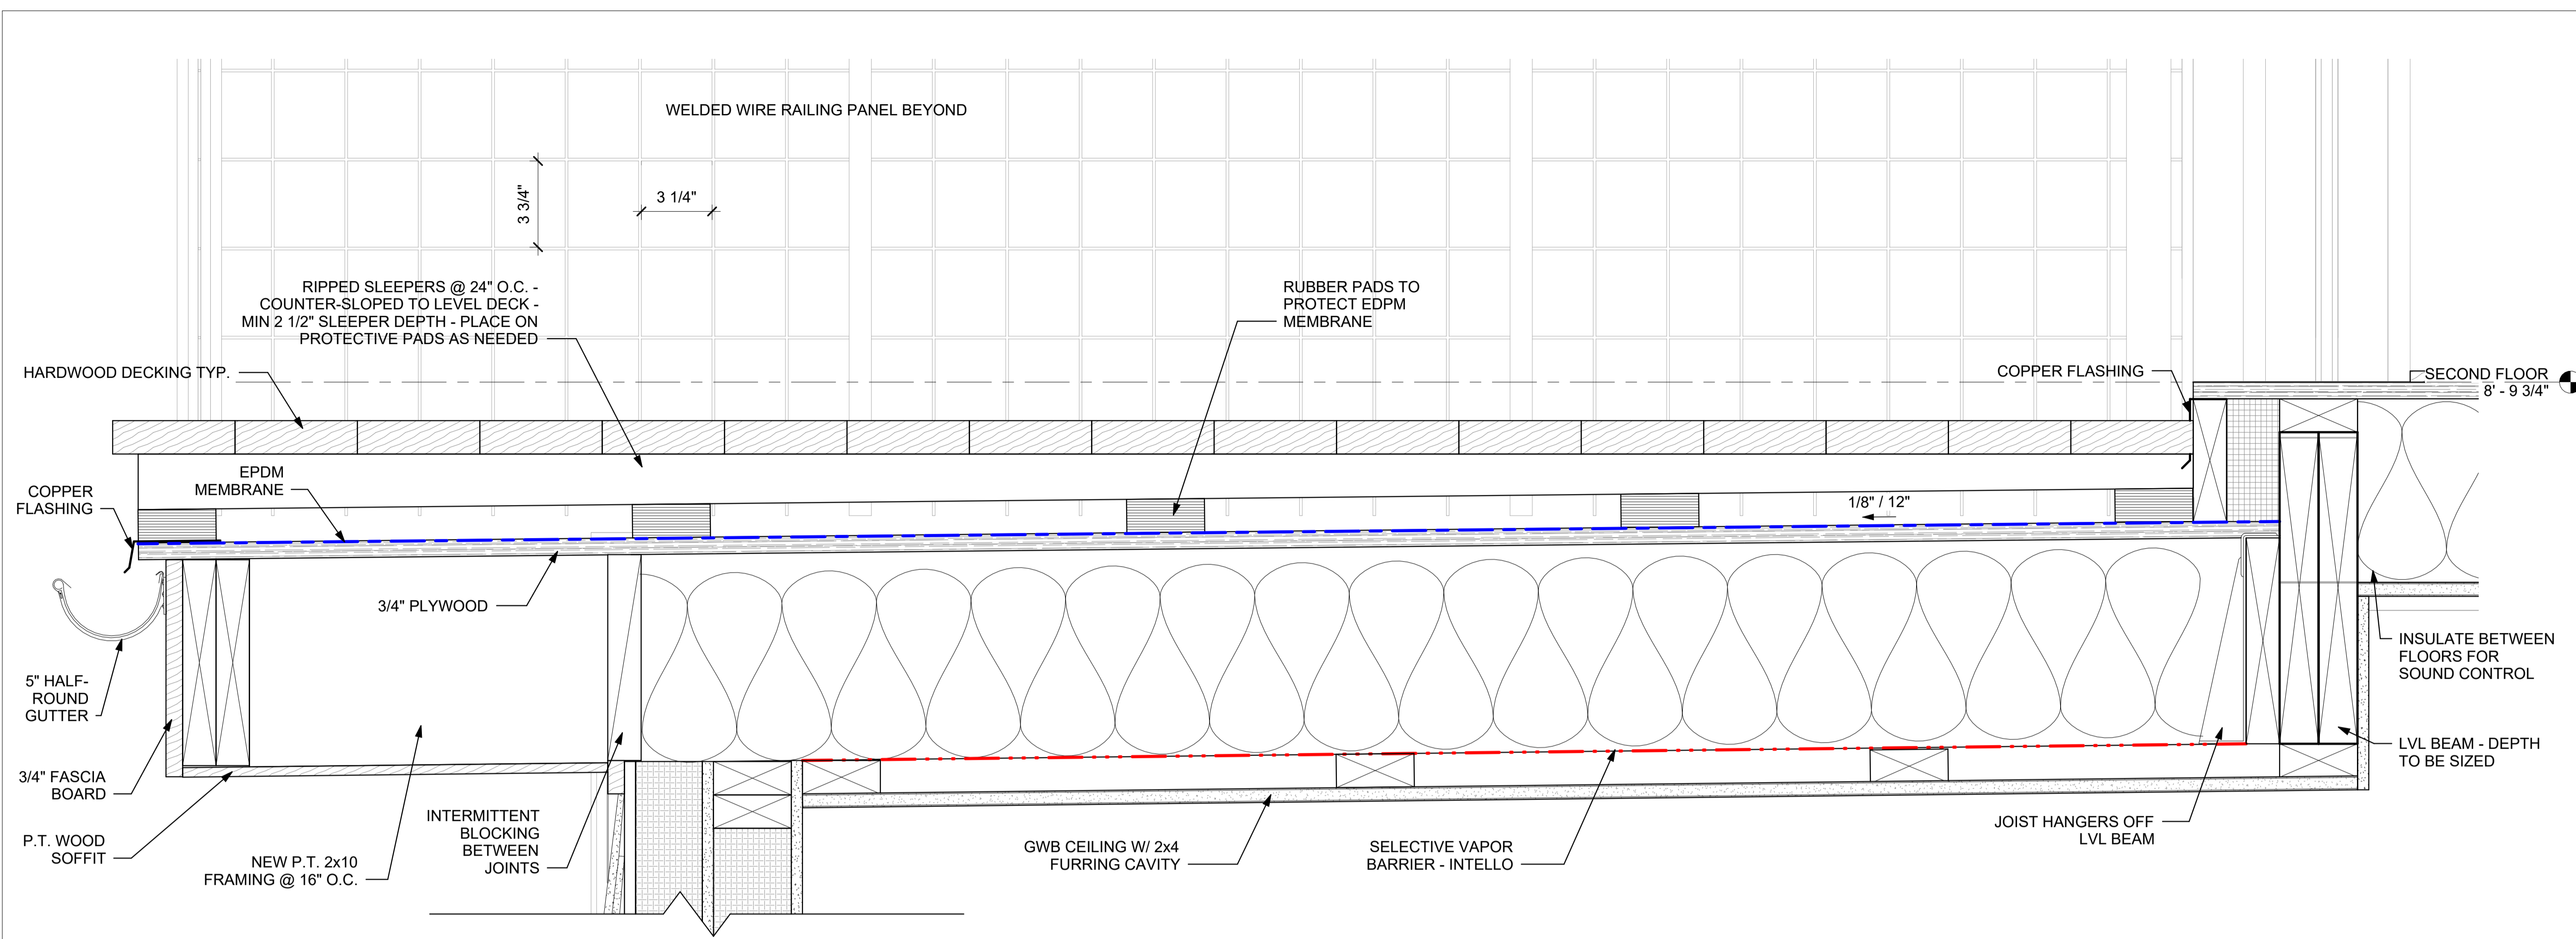 WELDED WIRE RAILING PANEL BEYOND
3 3/4"
3 1/4"
RIPPED SLEEPERS @ 24" O.C. -
COUNTER-SLOPED TO LEVEL DECK -
MIN 2 1/2" SLEEPER DEPTH - PLACE ON
PROTECTIVE PADS AS NEEDED
RUBBER PADS TO
PROTECT EDPM
MEMBRANE
HARDWOOD DECKING TYP.
COPPER FLASHING
SECOND FLOOR
8' - 9 3/4"
EPDM
MEMBRANE
COPPER
FLASHING
1/8" / 12"
3/4" PLYWOOD
5" HALF-
ROUND
GUTTER
INSULATE BETWEEN
FLOORS FOR
SOUND CONTROL
3/4" FASCIA
BOARD
LVL BEAM - DEPTH
TO BE SIZED
P.T. WOOD
SOFFIT
NEW P.T. 2x10
FRAMING @ 16" O.C.
INTERMITTENT
BLOCKING
BETWEEN
JOINTS
GWB CEILING W/ 2x4
FURRING CAVITY
SELECTIVE VAPOR
BARRIER - INTELLO
JOIST HANGERS OFF
LVL BEAM